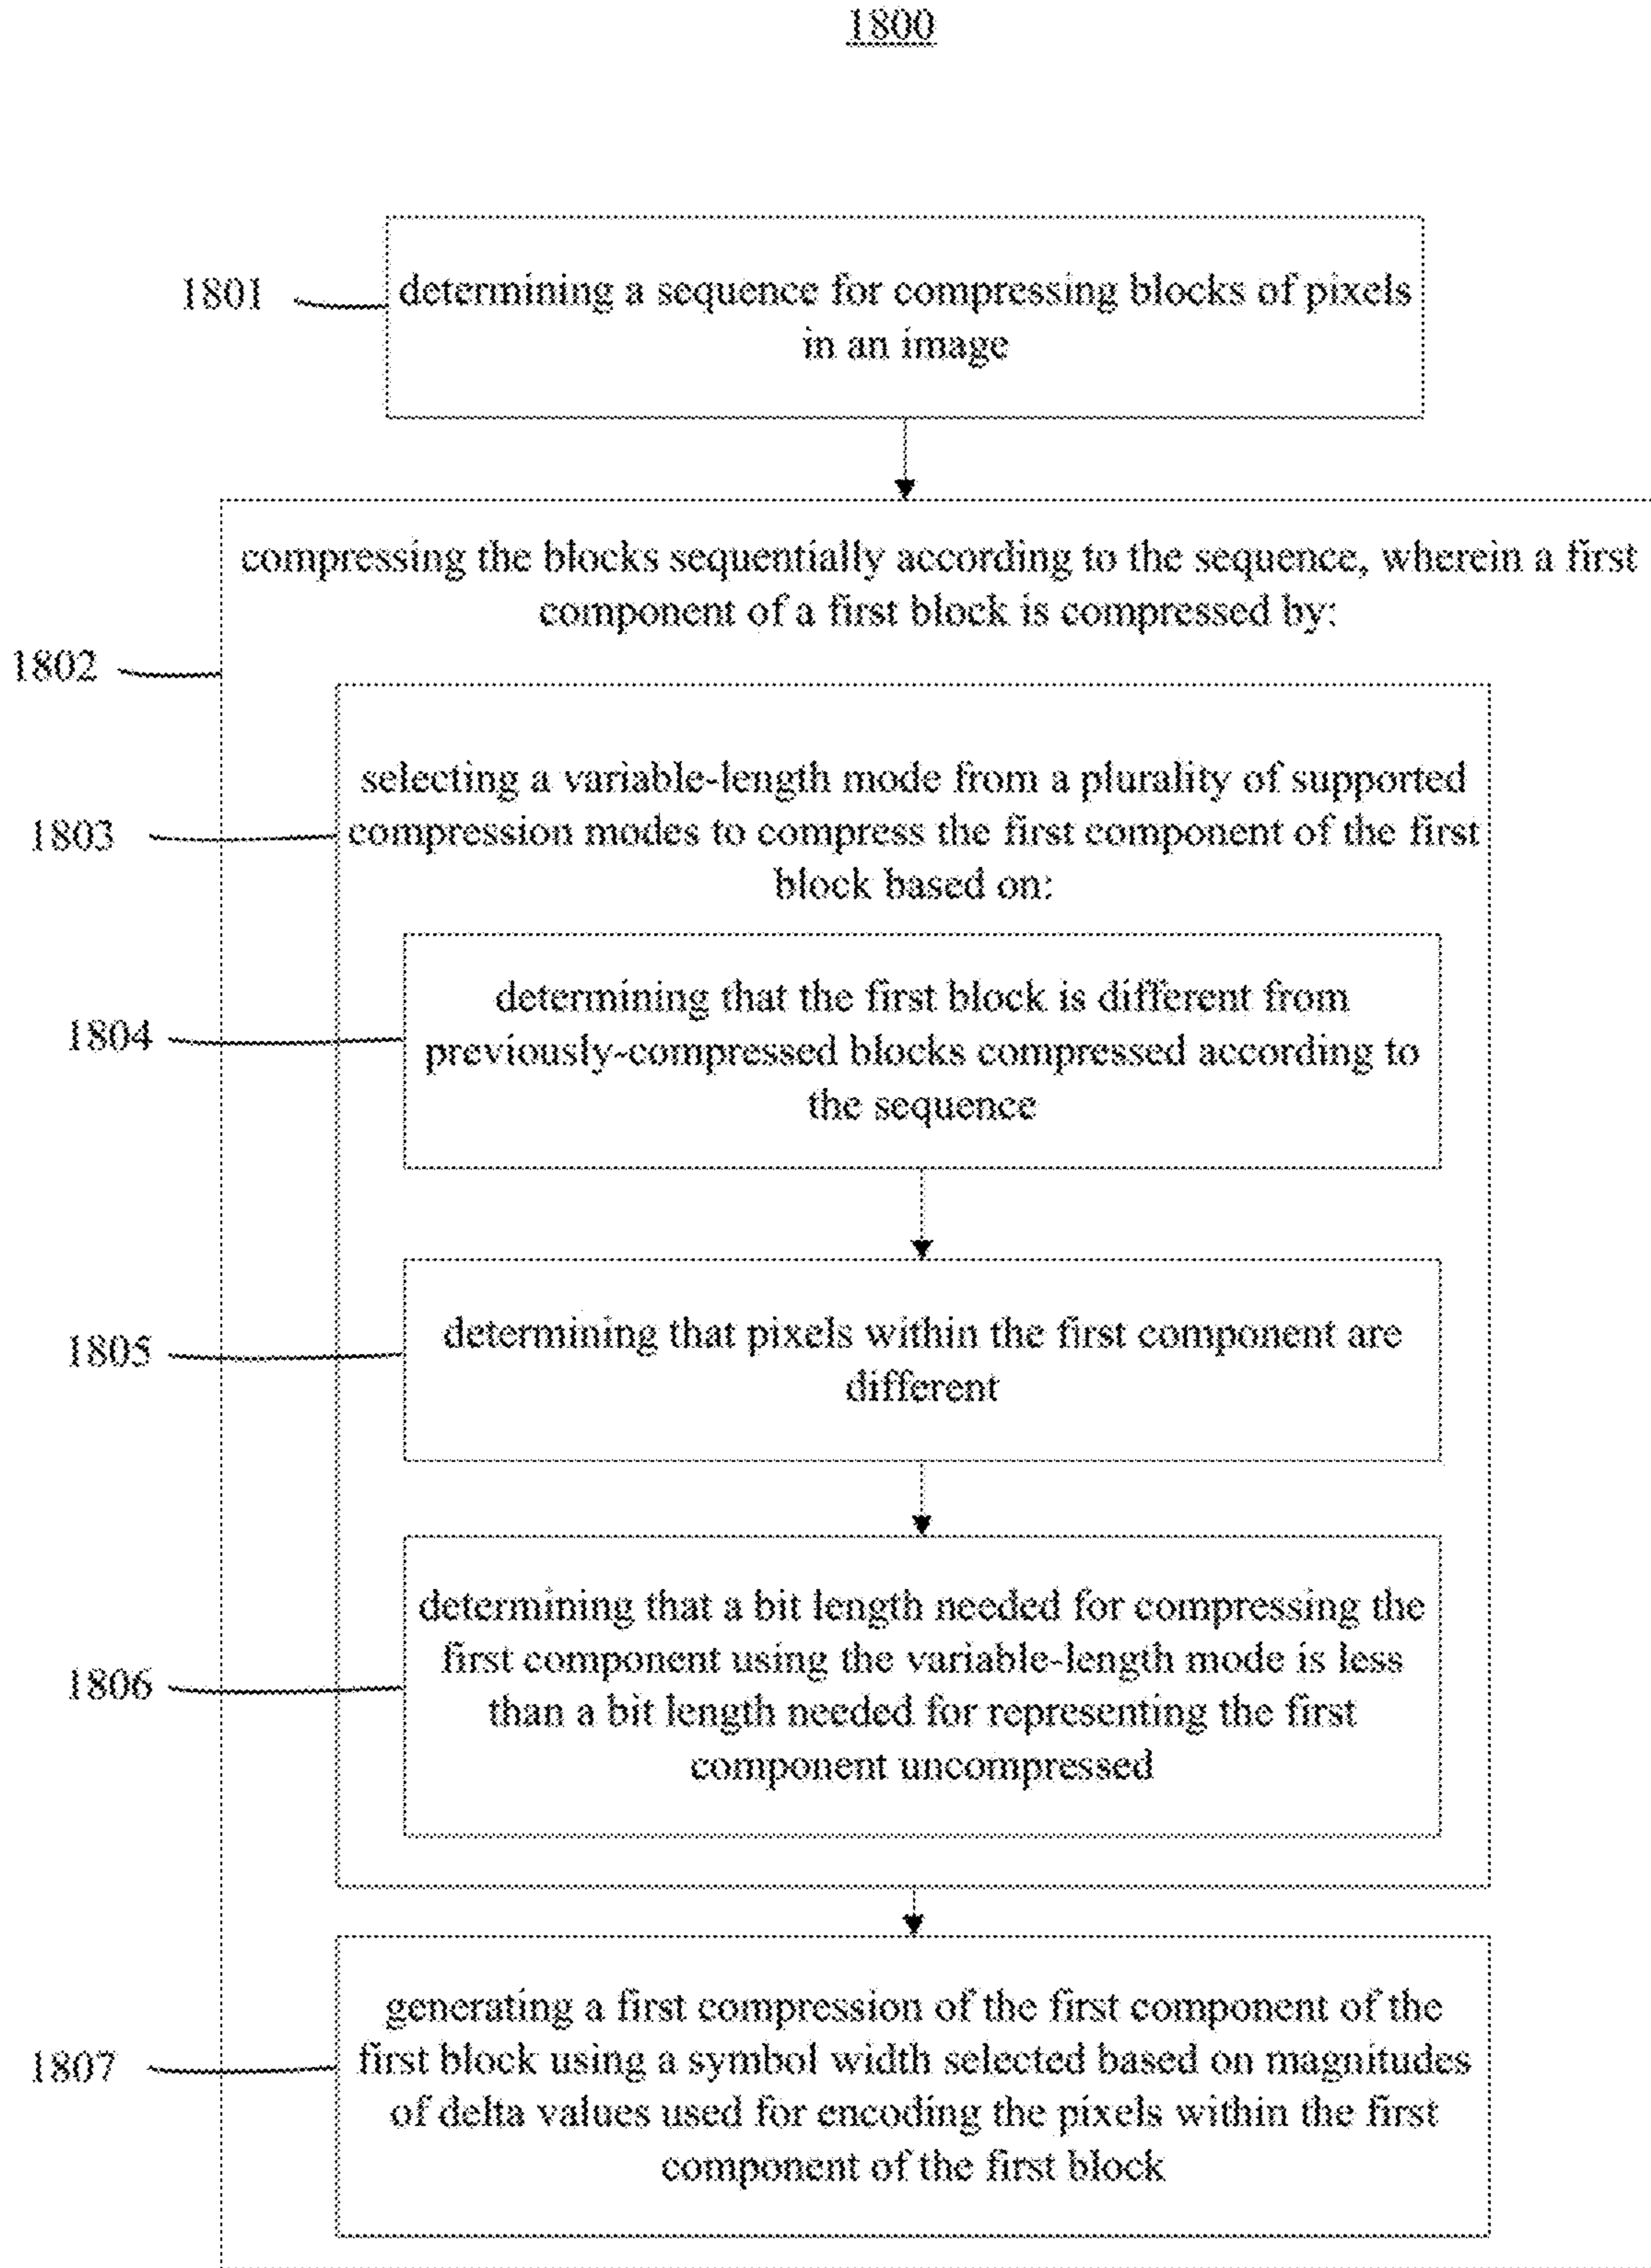 1800
1801
determining a sequence for compressing blocks of pixels
in an image
compressing the blocks sequentially according to the sequence, wherein a first
component of a first block is compressed by:
1802
selecting a variable-length mode from a plurality of supported
1803
compression modes to compress the first component of the first
block based on:
determining that the first block is different from
1804
previously-compressed blocks compressed according to
the sequence
1805
determining that pixels within the first component are
different
determining that a bit length needed for compressing the
first component using the variable-length mode is less
1806
than a bit length needed for representing the first
component uncompressed
generating a first compression of the first component of the
1807
first block using a symbol width selected based on magnitudes
of delta values used for encoding the pixels within the first
component of the first block